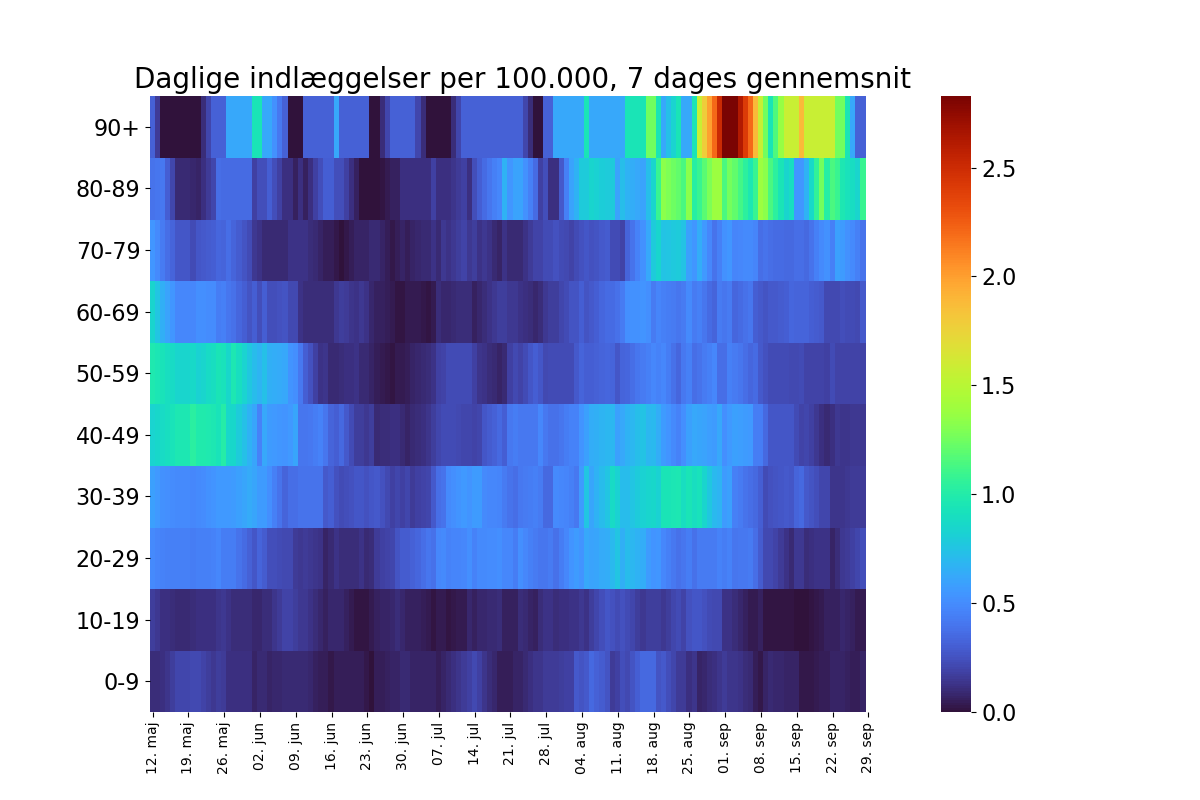 Daglige indlæggelser per 100.000, 7 dages gennemsnit
90+
80-89
70-79
60-69
50-59
40-49
30-39
20-29
10-19
0-9
12. maj
19. maj
26. maj
02. jun
09. jun
16. jun
23. jun
30. jun
07. jul
14. jul
21. jul
28. jul
04. aug
11. aug
18. aug
25. aug
01. sep
08. sep
15. sep
22. sep
29. sep
2.5
2.0
1.5
1.0
0.5
0.0